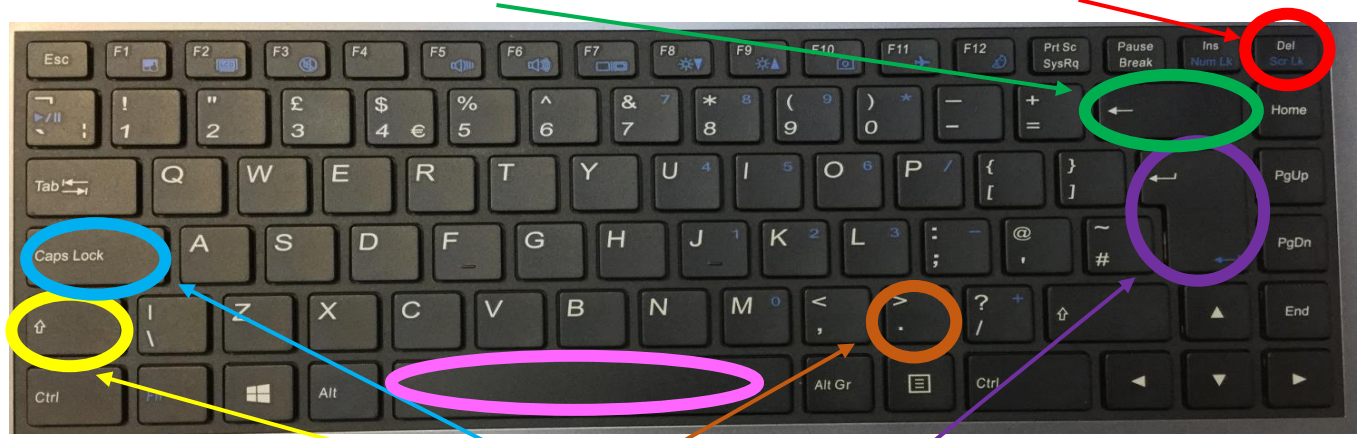 Esc F1 F2 F3 F4 F5 F6 F7 F8 F9 F10 F11 F12 Prt Sc SysRq Pause Break Ins Num Lk Del Scr Lk
¬ ` ¦ ! 1 " 2 £ 3 $ 4 € % 5 ^ 6 & 7 7 * 8 8 ( 9 9 ) 0 * _ - + = ← Home
Tab Q W E R T Y U 4 I 5 O 6 P / { [ } ] PgUp
Caps Lock A S D F G H J 1 K 2 L 3 : ; - @ ' ~ # PgDn
⇧ | \ Z X C V B N M 0 < , > . ? / + ⇧ ▲ End
Ctrl Fn Alt Alt Gr Ctrl ◄ ▼ ►